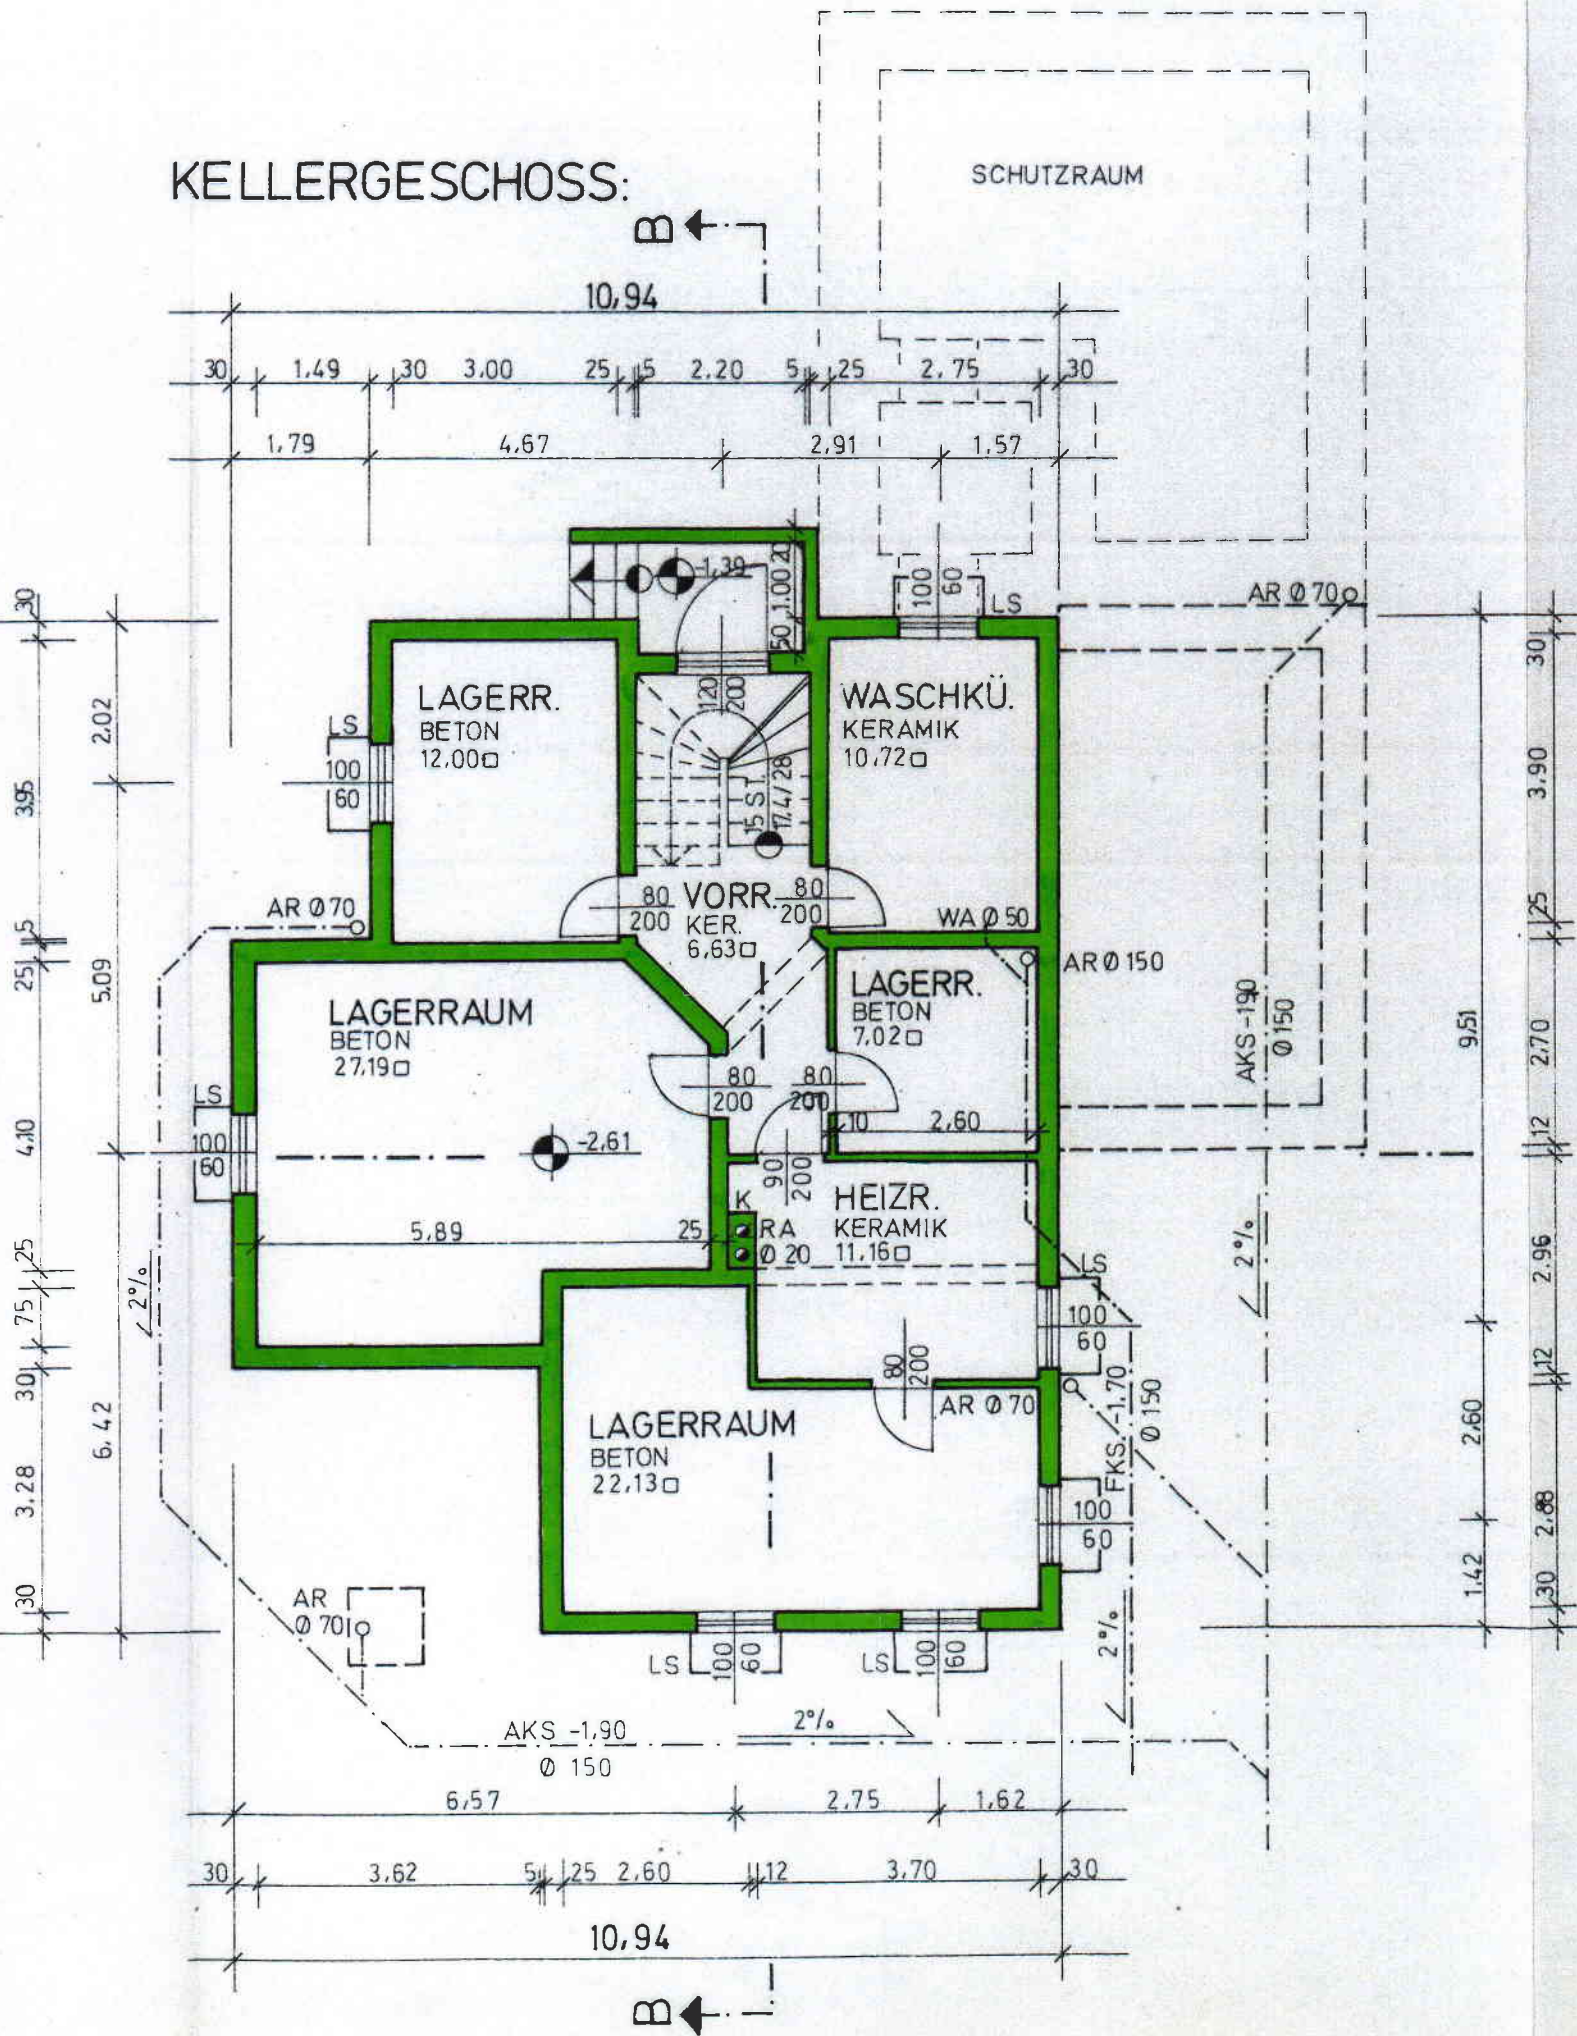 SCHUTZRAUM
KELLERGESCHOSS:
B
10,94
30 1,49 30 3.00 25 5 2.20 5 25 2.75 30
1,79 4,67 2,91 1,57
-1,39
50 1.00 20
100
60
LS
AR Ø 70
LAGERR.
BETON
12,00□
WASCHKÜ.
KERAMIK
10,72□
120
200
15 ST.
17.4/28
LS
100
60
AR Ø 70
80
200
VORR.
KER.
6,63□
80
200
WA Ø 50
AR Ø 150
LAGERRAUM
BETON
27,19□
LAGERR.
BETON
7,02□
AKS -190
Ø 150
LS
100
60
80
200
80
200
10 2,60
-2,61
90
200
K
RA
Ø 20
HEIZR.
KERAMIK
11,16□
5,89 25
LS
100
60
2%
2%
80
200
AR Ø 70
FKS. -1,70
Ø 150
LAGERRAUM
BETON
22,13□
100
60
2%
AR
Ø 70
LS
100
60
LS
100
60
AKS -1,90
Ø 150
2%
6,57 2,75 1,62
30 3,62 5 25 2,60 12 3,70 30
10,94
B
30
3,95
5
25
4,10
25
75
30
3,28
30
2,02
5,09
6,42
9,51
2,60
1,42
30
3,90
25
2,70
12
2,96
12
2,88
30